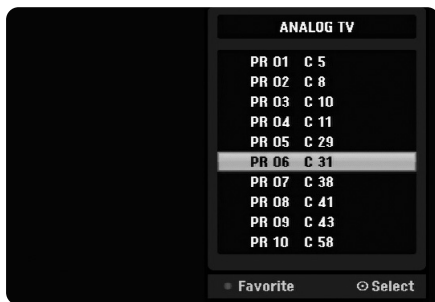 ANALOG TV
PR 01 C 5
PR 02 C 8
PR 03 C 10
PR 04 C 11
PR 05 C 29
PR 06 C 31
PR 07 C 38
PR 08 C 41
PR 09 C 43
PR 10 C 58
Favorite Select